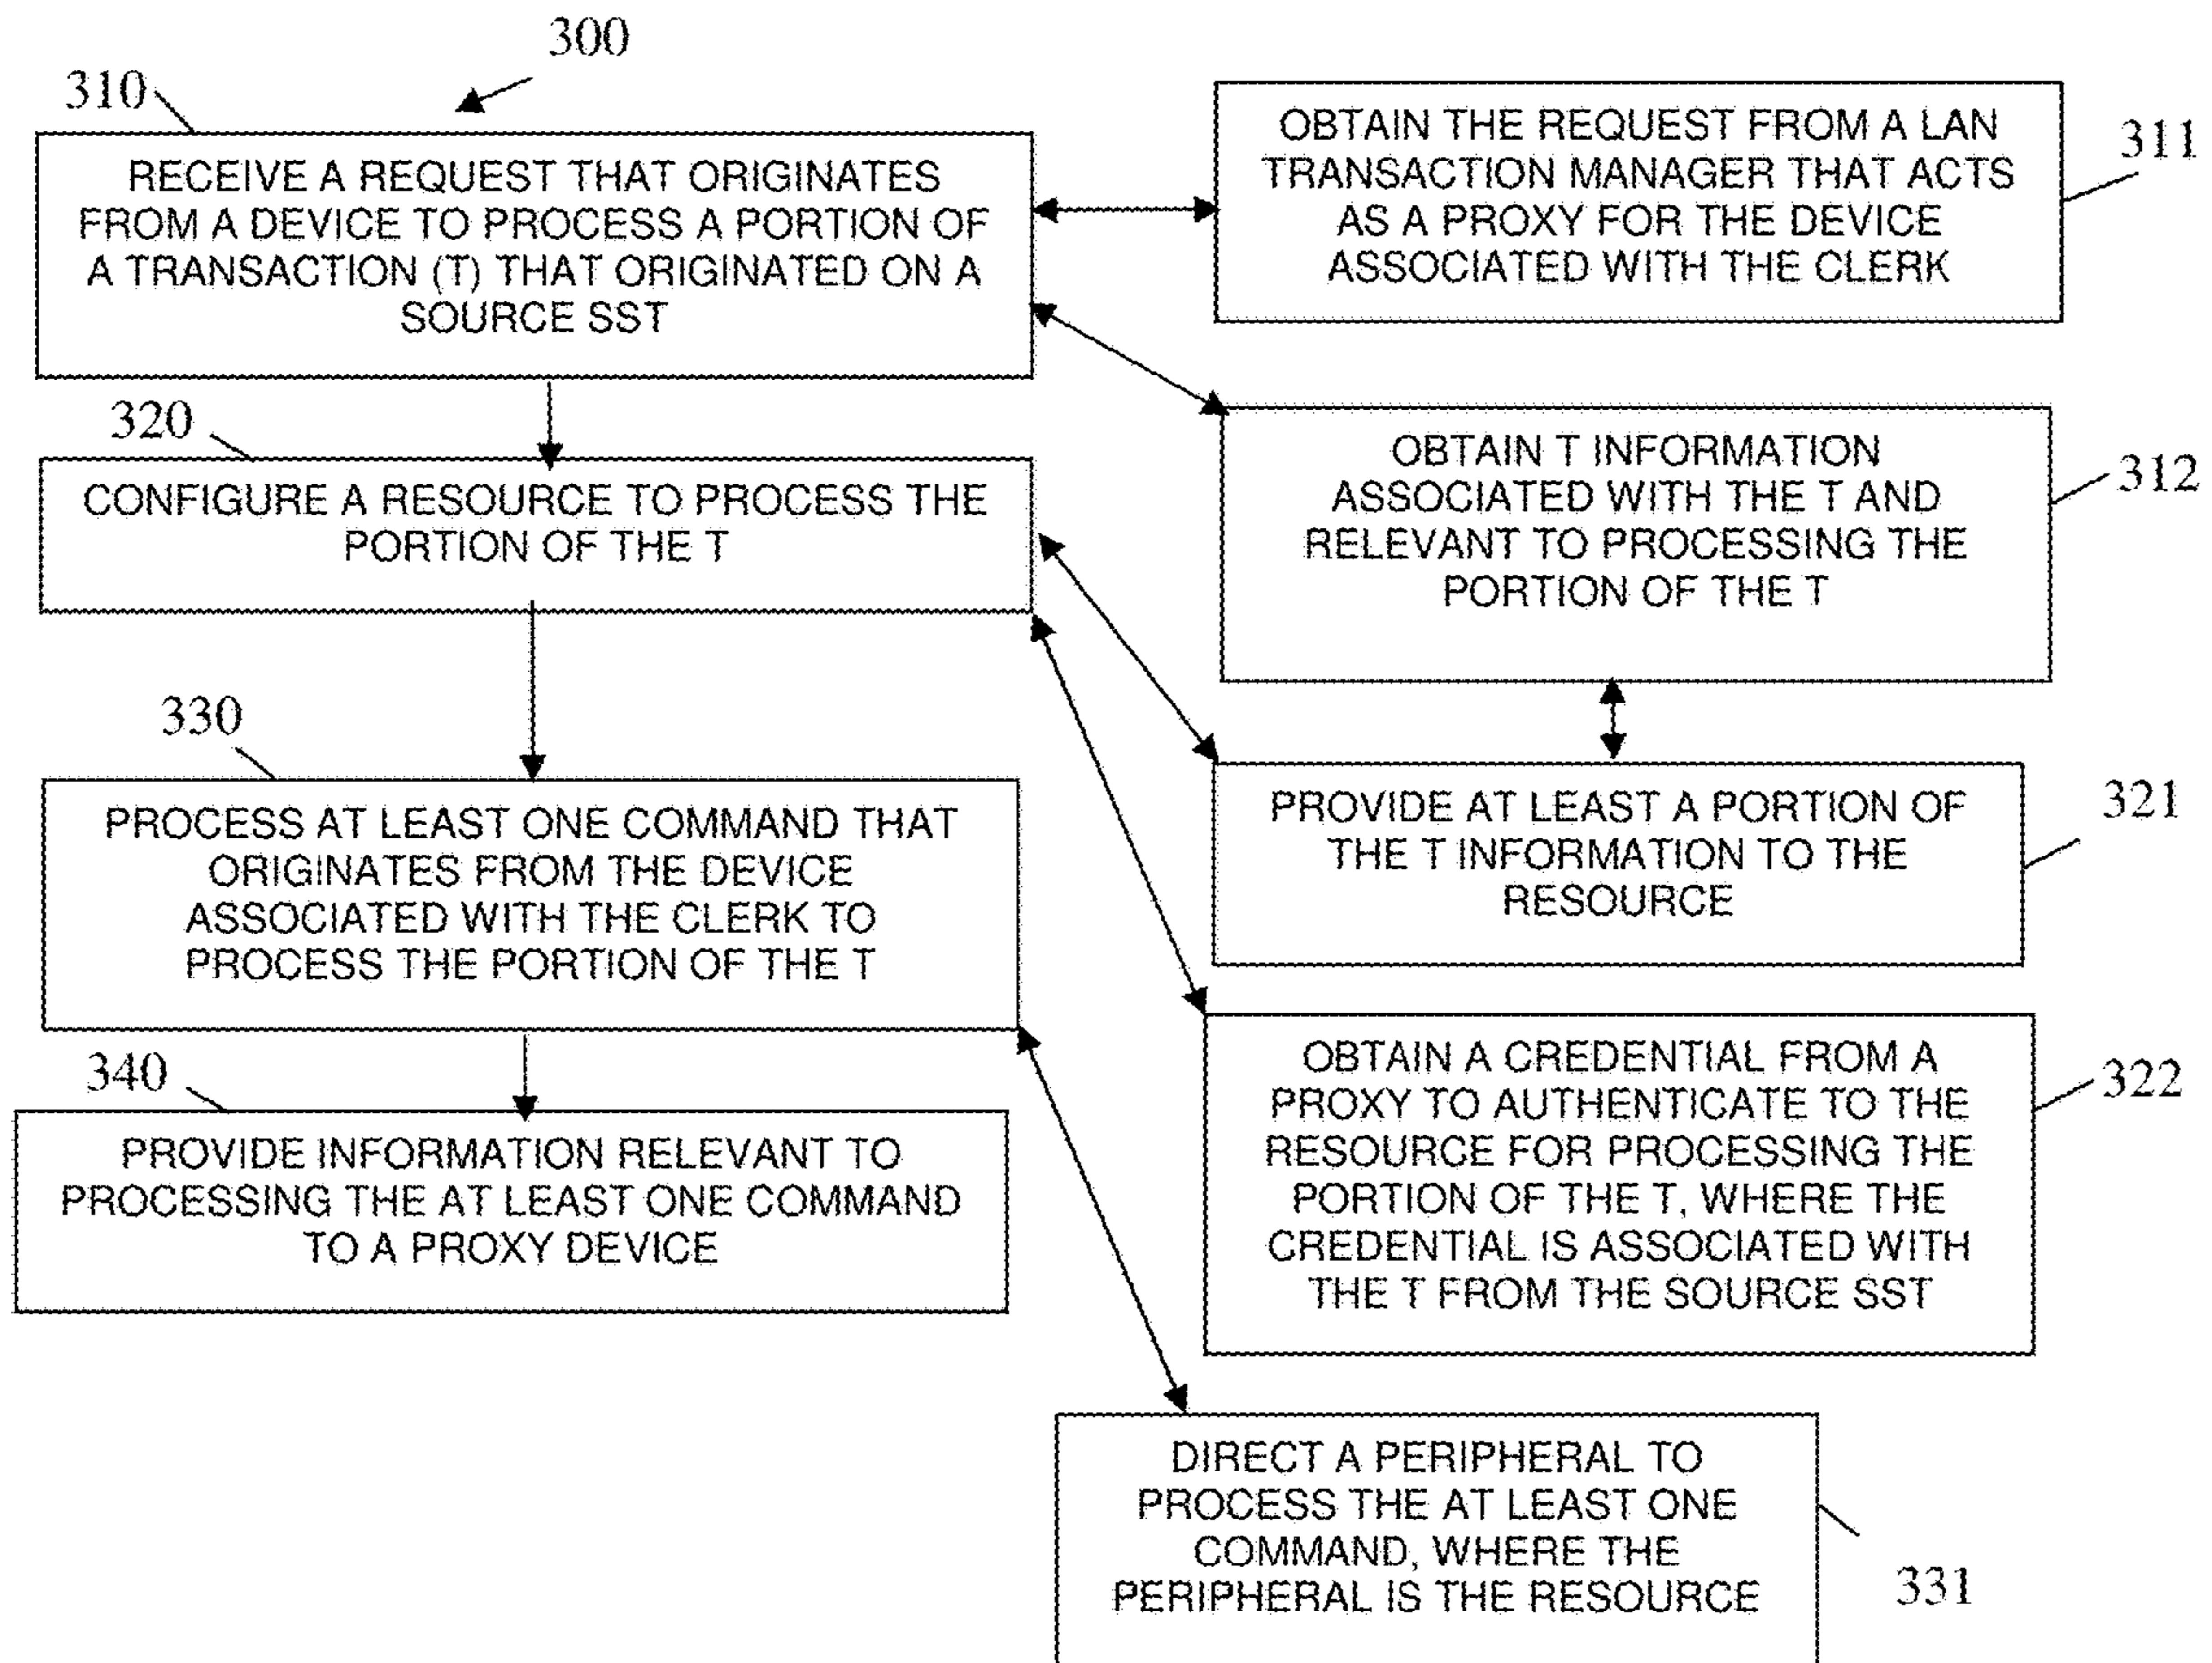 300
310
RECEIVE A REQUEST THAT ORIGINATES
FROM A DEVICE TO PROCESS A PORTION OF
A TRANSACTION (T) THAT ORIGINATED ON A
SOURCE SST
OBTAIN THE REQUEST FROM A LAN
TRANSACTION MANAGER THAT ACTS
AS A PROXY FOR THE DEVICE
ASSOCIATED WITH THE CLERK
311
320
CONFIGURE A RESOURCE TO PROCESS THE
PORTION OF THE T
OBTAIN T INFORMATION
ASSOCIATED WITH THE T AND
RELEVANT TO PROCESSING THE
PORTION OF THE T
312
330
PROCESS AT LEAST ONE COMMAND THAT
ORIGINATES FROM THE DEVICE
ASSOCIATED WITH THE CLERK TO
PROCESS THE PORTION OF THE T
PROVIDE AT LEAST A PORTION OF
THE T INFORMATION TO THE
RESOURCE
321
340
PROVIDE INFORMATION RELEVANT TO
PROCESSING THE AT LEAST ONE COMMAND
TO A PROXY DEVICE
OBTAIN A CREDENTIAL FROM A
PROXY TO AUTHENTICATE TO THE
RESOURCE FOR PROCESSING THE
PORTION OF THE T, WHERE THE
CREDENTIAL IS ASSOCIATED WITH
THE T FROM THE SOURCE SST
322
DIRECT A PERIPHERAL TO
PROCESS THE AT LEAST ONE
COMMAND, WHERE THE
PERIPHERAL IS THE RESOURCE
331